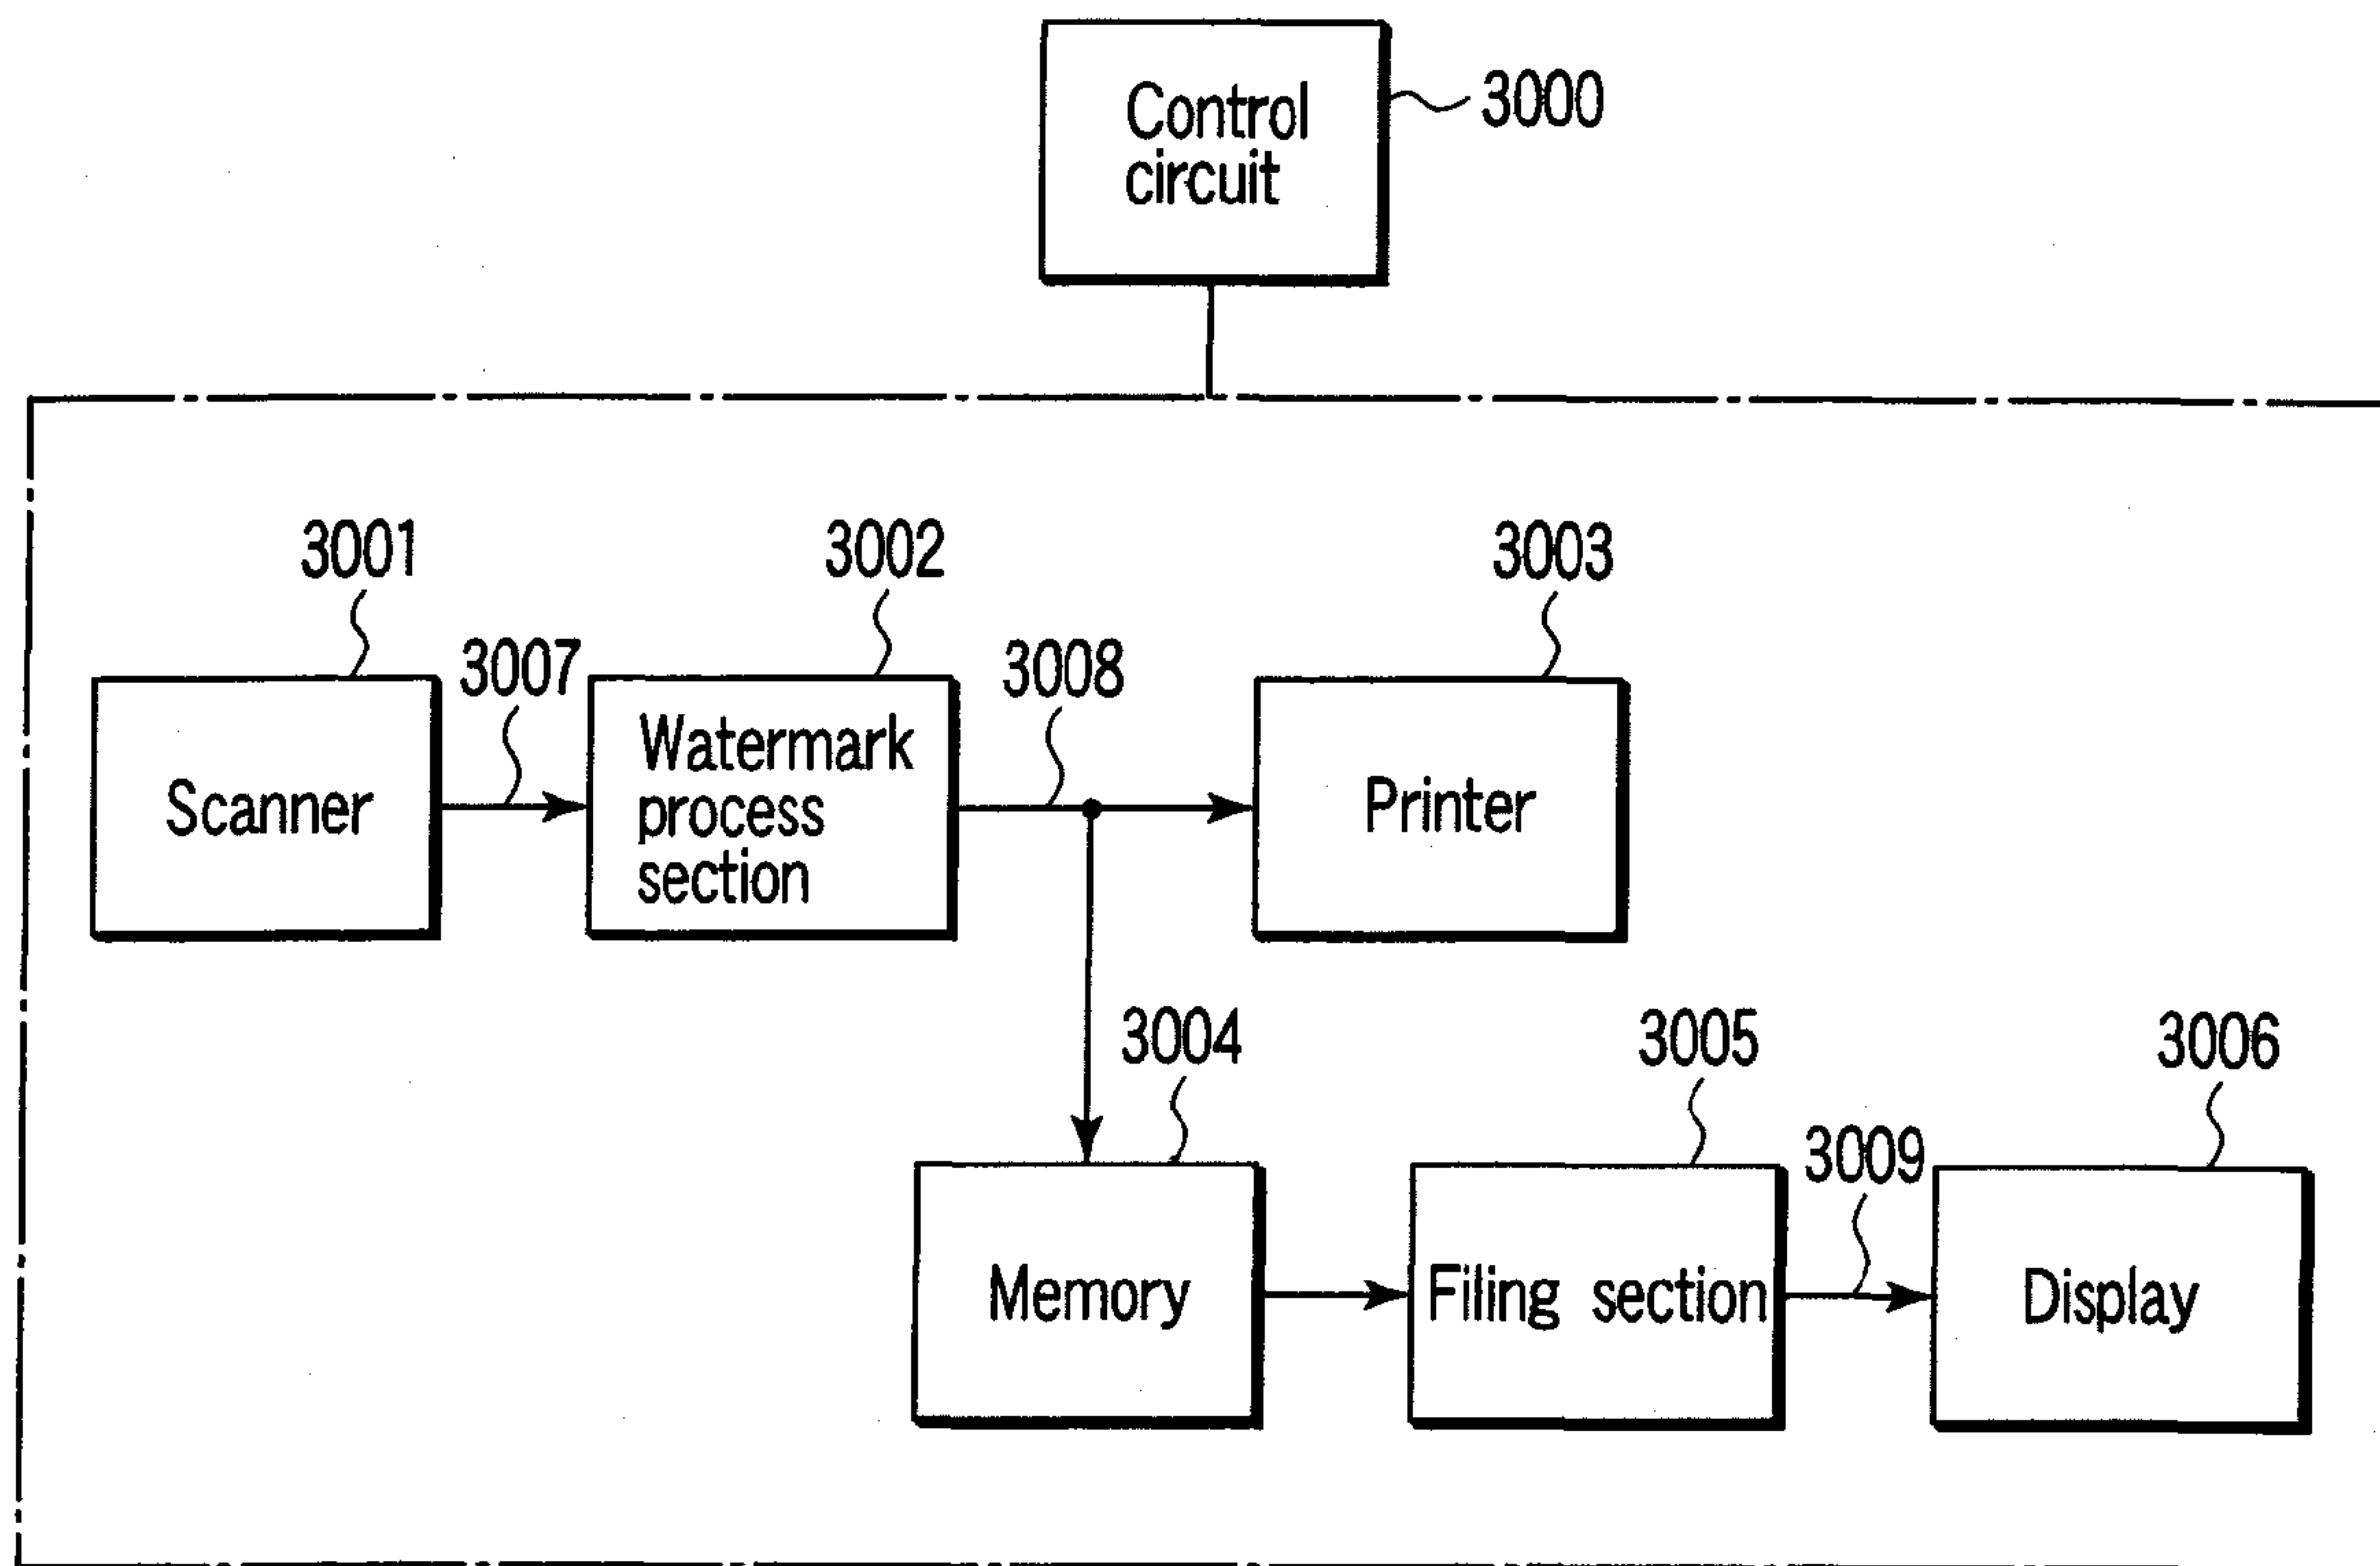 Control
circuit
3000
3001
3002
3003
3007
3008
Scanner
Watermark
process
section
Printer
3004
3005
3006
3009
Memory
Filing section
Display